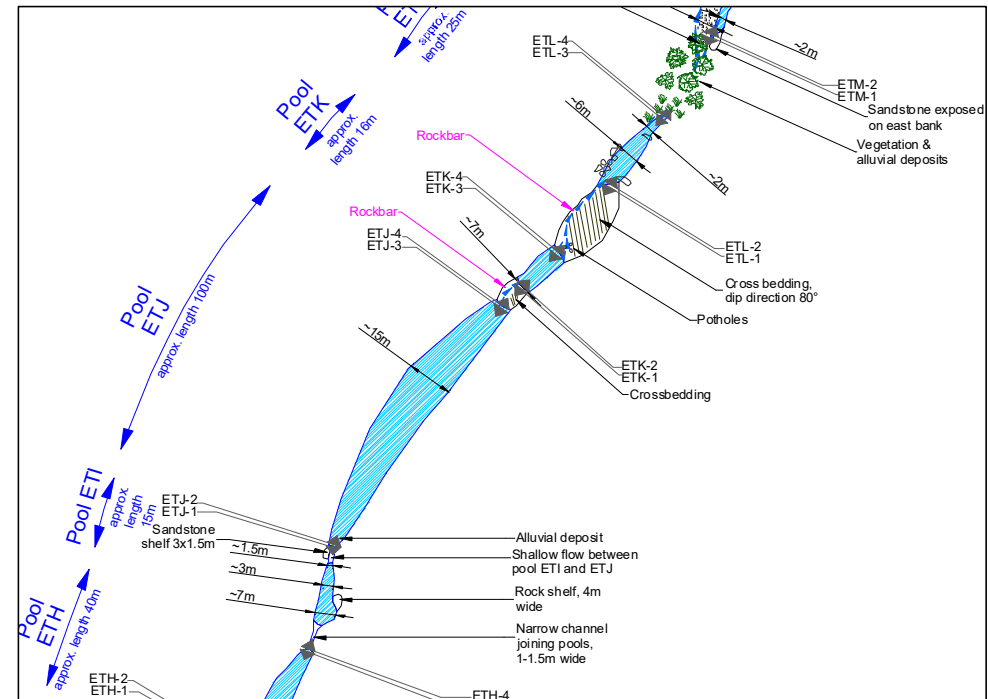 Pool
ET
approx.
length 25m
Pool
ETK
approx.
length 16m
Pool
ETJ
approx. length 100m
Pool ETI
approx.
length
15m
Pool
ETH
approx. length 40m
ETL-4
ETL-3
~2m
ETM-2
ETM-1
Sandstone exposed
on east bank
Vegetation &
alluvial deposits
~6m
~2m
Rockbar
ETK-4
ETK-3
Rockbar
ETJ-4
ETJ-3
~7m
ETL-2
ETL-1
Cross bedding,
dip direction 80°
Potholes
~15m
ETK-2
ETK-1
Crossbedding
ETJ-2
ETJ-1
Sandstone
shelf 3x1.5m
~1.5m
~3m
~7m
Alluvial deposit
Shallow flow between
pool ETI and ETJ
Rock shelf, 4m
wide
Narrow channel
joining pools,
1-1.5m wide
ETH-2
ETH-1
ETH-4